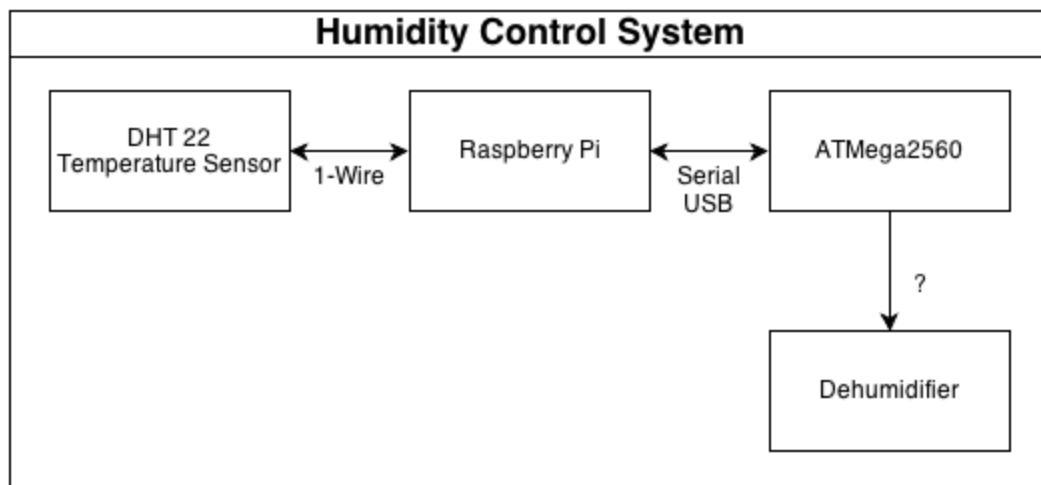 Humidity Control System
DHT 22
Temperature Sensor
1-Wire
Raspberry Pi
Serial
USB
ATMega2560
?
Dehumidifier